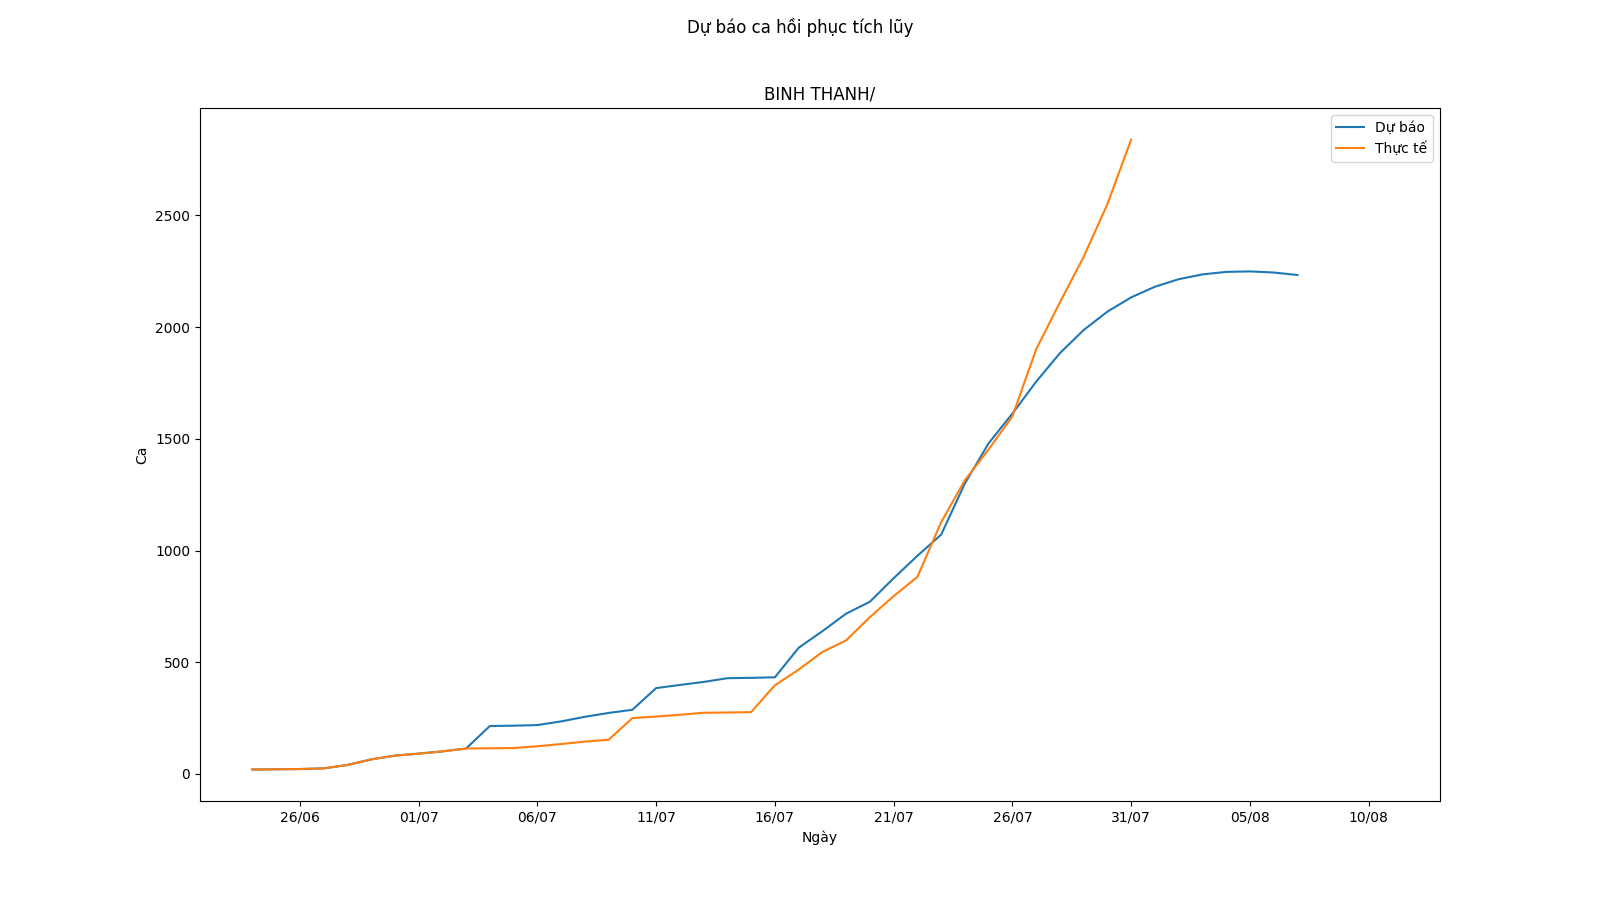 Dự báo ca hồi phục tích lũy
BINH THANH/
Dự báo
Thực tế
2500
2000
1500
1000
500
0
Ca
26/06 01/07 06/07 11/07 16/07 21/07 26/07 31/07 05/08 10/08
Ngày